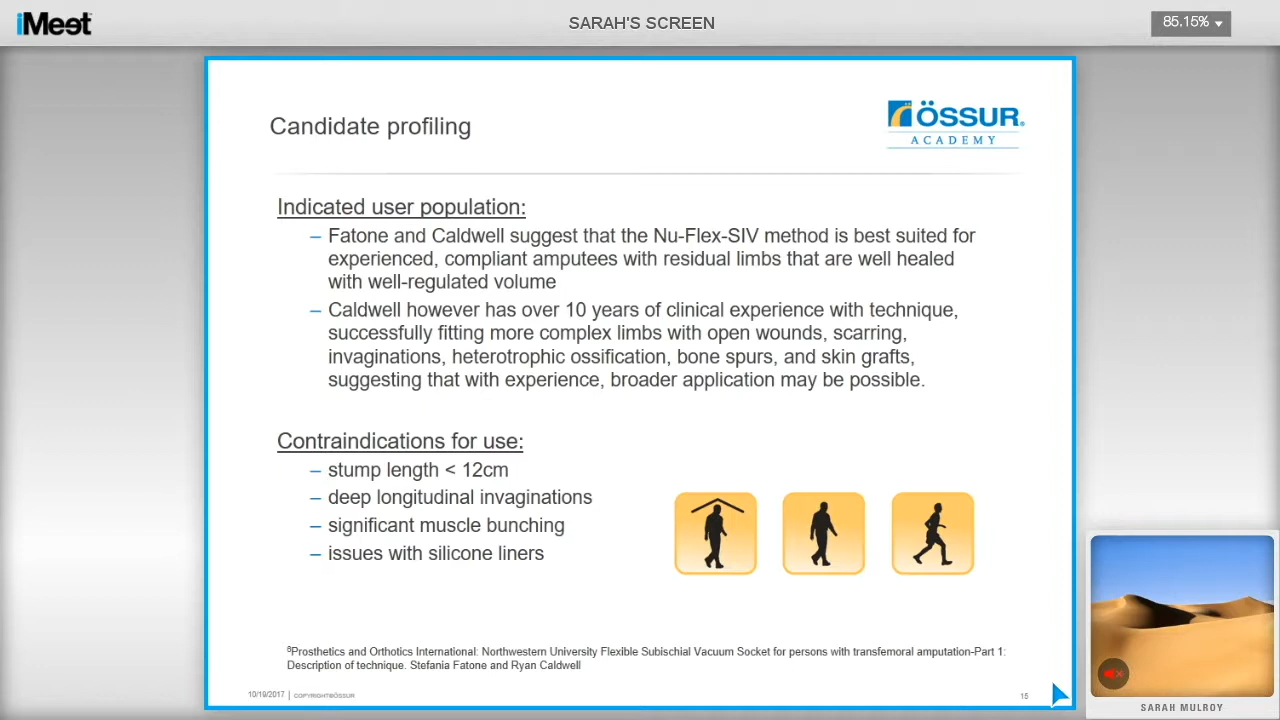 iMeet
SARAH'S SCREEN
85.15%
Candidate profiling
ÖSSUR®
ACADEMY
Indicated user population:
– Fatone and Caldwell suggest that the Nu-Flex-SIV method is best suited for
experienced, compliant amputees with residual limbs that are well healed
with well-regulated volume
– Caldwell however has over 10 years of clinical experience with technique,
successfully fitting more complex limbs with open wounds, scarring,
invaginations, heterotrophic ossification, bone spurs, and skin grafts,
suggesting that with experience, broader application may be possible.
Contraindications for use:
– stump length < 12cm
– deep longitudinal invaginations
– significant muscle bunching
– issues with silicone liners
⁸Prosthetics and Orthotics International: Northwestern University Flexible Subischial Vacuum Socket for persons with transfemoral amputation-Part 1:
Description of technique. Stefania Fatone and Ryan Caldwell
10/19/2017 | COPYRIGHT©ÖSSUR
15
SARAH MULROY